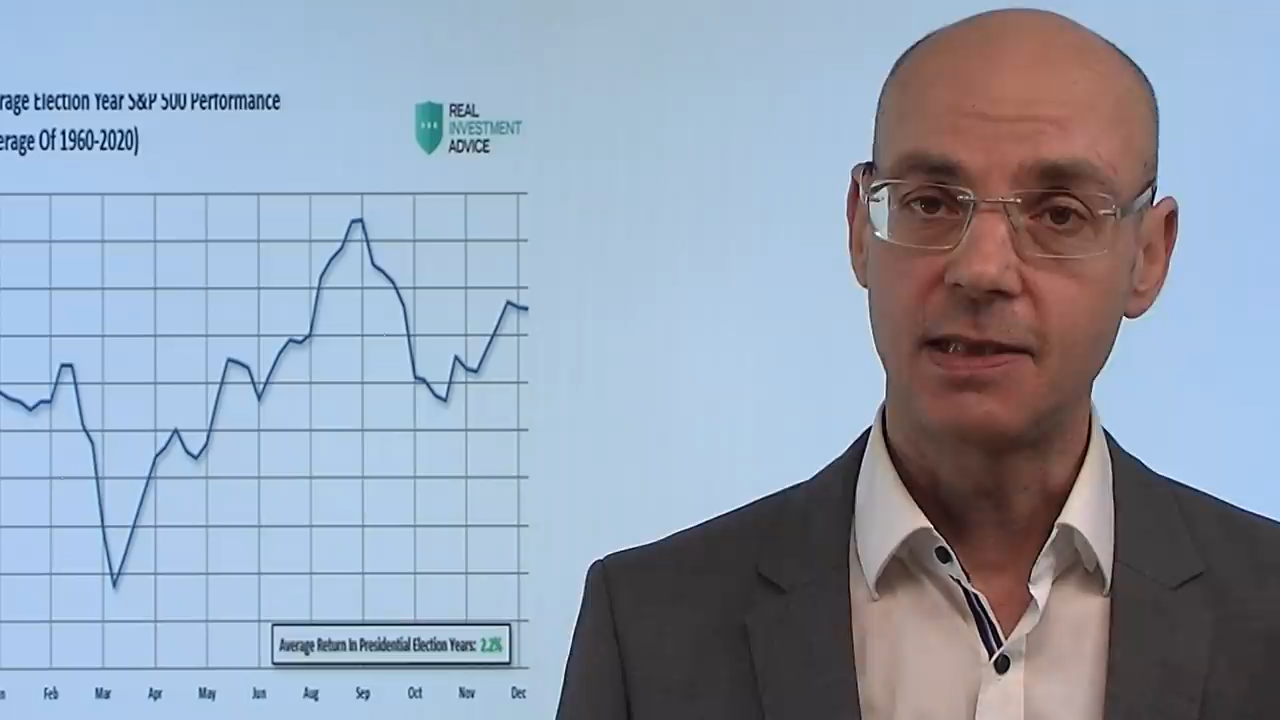 rage Election Year S&P 500 Performance
erage Of 1960-2020)
REAL
INVESTMENT
ADVICE
Average Return In Presidential Election Years: 2.2%
n Feb Mar Apr May Jun Aug Sep Oct Nov Dec